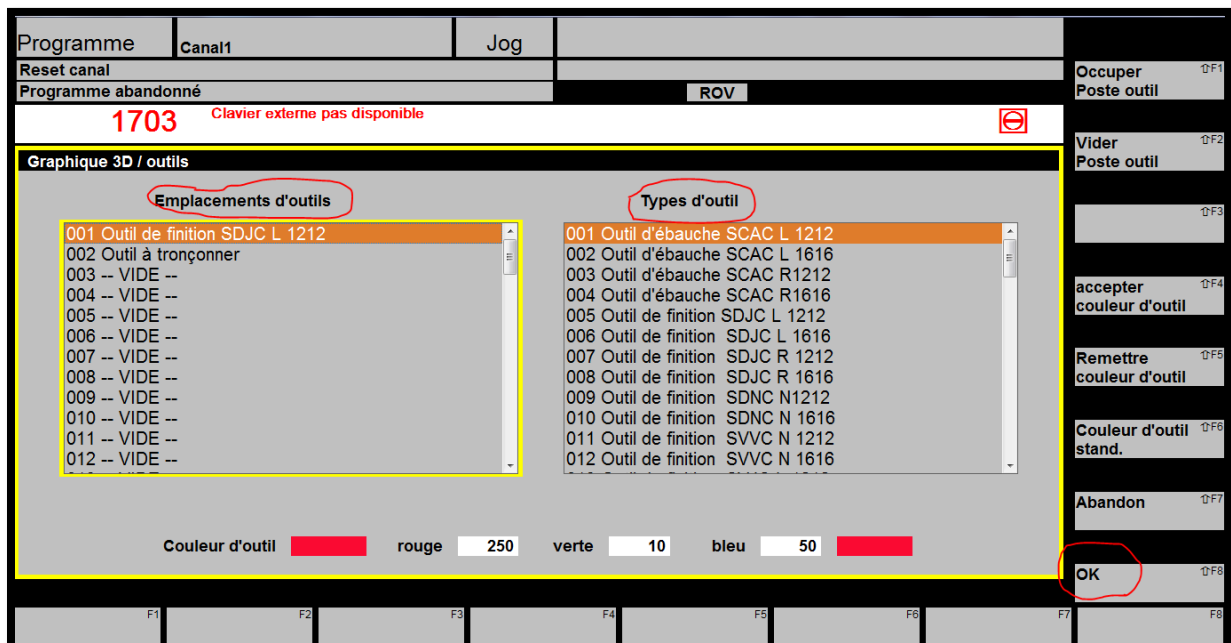 Programme
Canal1
Jog
Reset canal
Programme abandonné
ROV
1703
Clavier externe pas disponible
Graphique 3D / outils
Emplacements d'outils
001 Outil de finition SDJC L 1212
002 Outil à tronçonner
003 -- VIDE --
004 -- VIDE --
005 -- VIDE --
006 -- VIDE --
007 -- VIDE --
008 -- VIDE --
009 -- VIDE --
010 -- VIDE --
011 -- VIDE --
012 -- VIDE --
Types d'outil
001 Outil d'ébauche SCAC L 1212
002 Outil d'ébauche SCAC L 1616
003 Outil d'ébauche SCAC R1212
004 Outil d'ébauche SCAC R1616
005 Outil de finition SDJC L 1212
006 Outil de finition  SDJC L 1616
007 Outil de finition  SDJC R 1212
008 Outil de finition  SDJC R 1616
009 Outil de finition  SDNC N1212
010 Outil de finition  SDNC N 1616
011 Outil de finition  SVVC N 1212
012 Outil de finition  SVVC N 1616
Couleur d'outil rouge 250 verte 10 bleu 50
Occuper ⇧F1
Poste outil
Vider ⇧F2
Poste outil
⇧F3
accepter ⇧F4
couleur d'outil
Remettre ⇧F5
couleur d'outil
Couleur d'outil ⇧F6
stand.
Abandon ⇧F7
OK ⇧F8
F1 F2 F3 F4 F5 F6 F7 F8